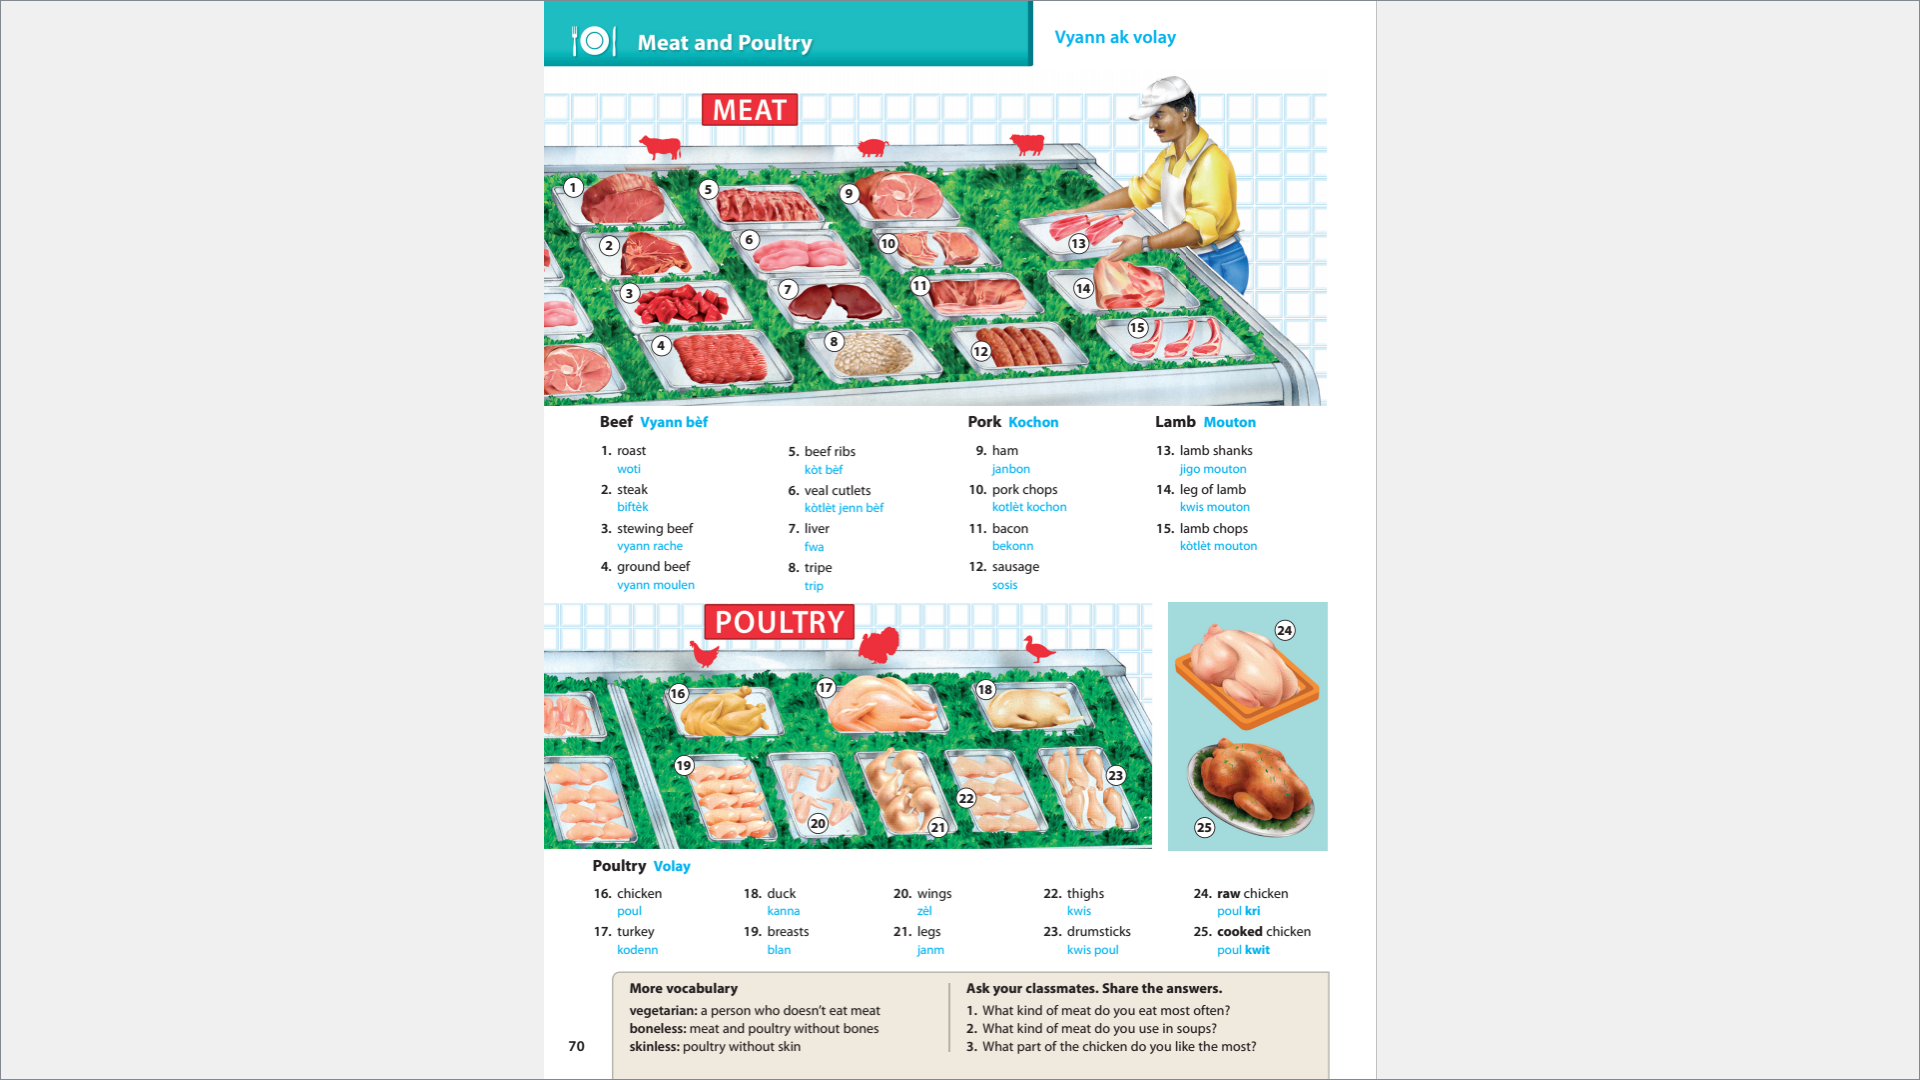 Meat and Poultry
Vyann ak volay
MEAT
1
2
3
4
5
6
7
8
9
10
11
12
13
14
15
Beef Vyann bèf
1. roast
woti
2. steak
biftèk
3. stewing beef
vyann rache
4. ground beef
vyann moulen
5. beef ribs
kòt bèf
6. veal cutlets
kòtlèt jenn bèf
7. liver
fwa
8. tripe
trip
Pork Kochon
9. ham
janbon
10. pork chops
kotlèt kochon
11. bacon
bekonn
12. sausage
sosis
Lamb Mouton
13. lamb shanks
jigo mouton
14. leg of lamb
kwis mouton
15. lamb chops
kòtlèt mouton
POULTRY
16
17
18
19
20
21
22
23
24
25
Poultry Volay
16. chicken
poul
17. turkey
kodenn
18. duck
kanna
19. breasts
blan
20. wings
zèl
21. legs
janm
22. thighs
kwis
23. drumsticks
kwis poul
24. raw chicken
poul kri
25. cooked chicken
poul kwit
More vocabulary
vegetarian: a person who doesn't eat meat
boneless: meat and poultry without bones
skinless: poultry without skin
Ask your classmates. Share the answers.
1. What kind of meat do you eat most often?
2. What kind of meat do you use in soups?
3. What part of the chicken do you like the most?
70